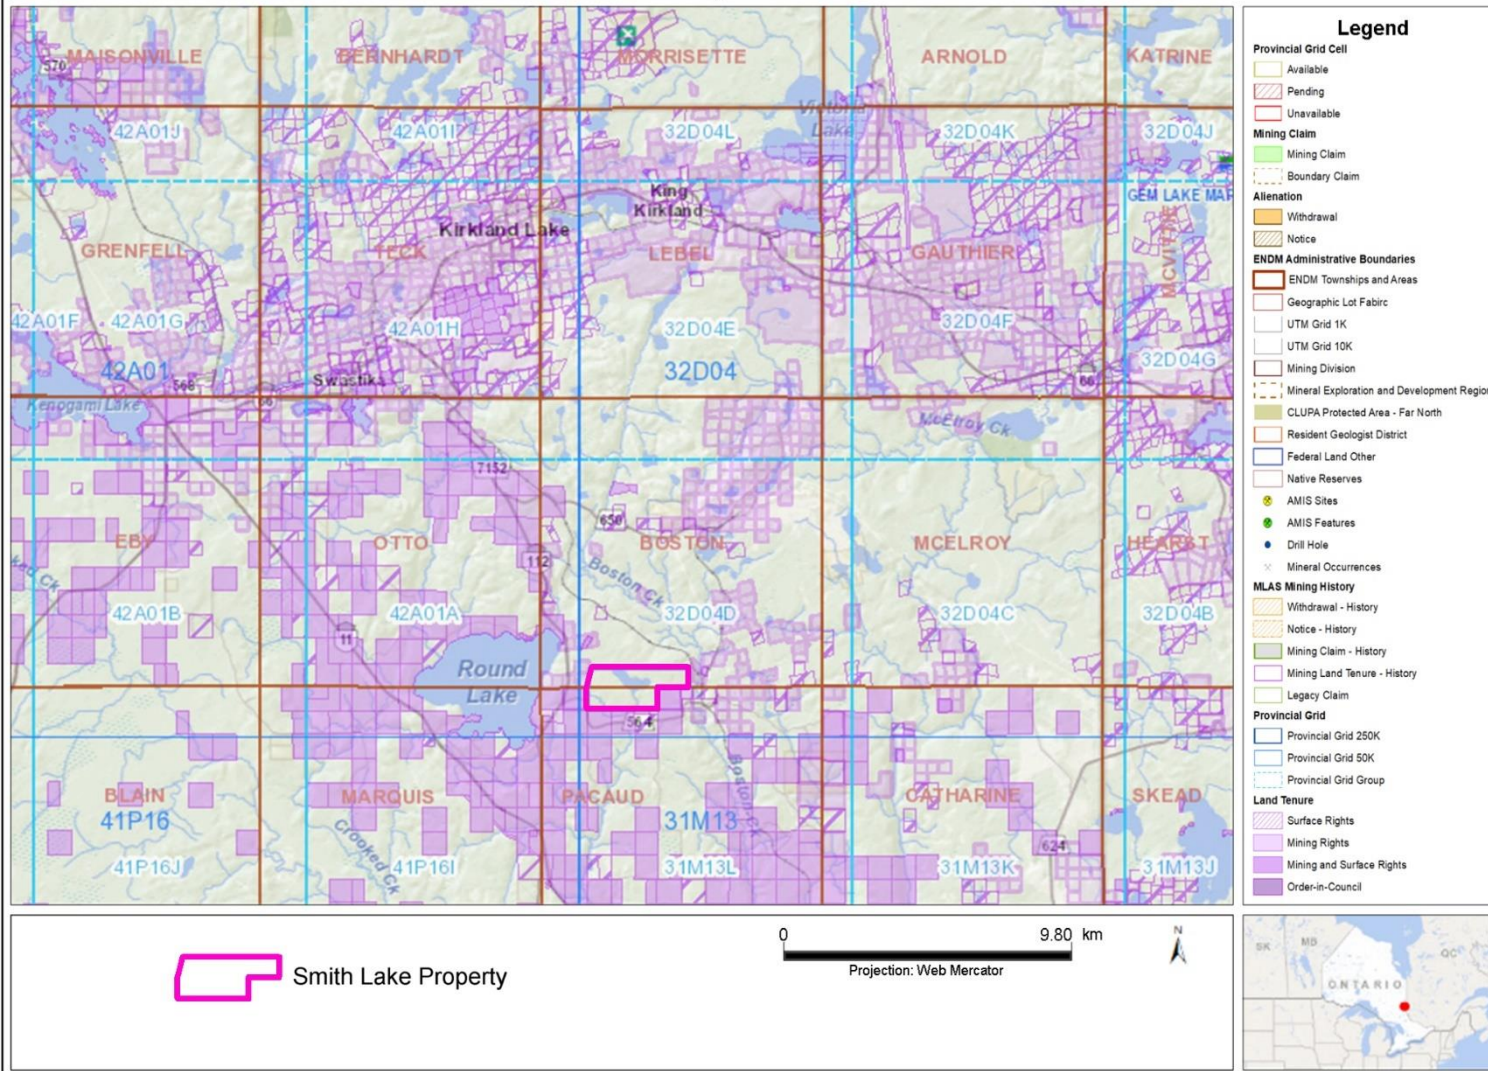 MAISONVILLE
BERNHARDT
MORRISETTE
ARNOLD
KATRINE
570
Victoria
Lake
42A01J
42A01I
32D04L
32D04K
32D04J
King
Kirkland
GEM LAKE MAP
Kirkland Lake
GRENFELL
TECK
LEBEL
GAUTHIER
MCVITTIE
42A01F
42A01G
42A01H
32D04E
32D04F
32D04G
42A01
568
Swastika
32D04
66
Kenogami Lake
66
McElroy Ck
7152
650
EBY
OTTO
BOSTON
MCELROY
HEARST
112
ked Ck
Boston Ck
42A01B
42A01A
32D04D
32D04C
32D04B
11
Round
Lake
564
Boston Ck
BLAIN
MARQUIS
PACAUD
CATHARINE
SKEAD
41P16
31M13
Crooked Ck
624
41P16J
41P16I
31M13L
31M13K
31M13J
Legend
Provincial Grid Cell
Available
Pending
Unavailable
Mining Claim
Mining Claim
Boundary Claim
Alienation
Withdrawal
Notice
ENDM Administrative Boundaries
ENDM Townships and Areas
Geographic Lot Fabirc
UTM Grid 1K
UTM Grid 10K
Mining Division
Mineral Exploration and Development Region
CLUPA Protected Area - Far North
Resident Geologist District
Federal Land Other
Native Reserves
AMIS Sites
AMIS Features
Drill Hole
Mineral Occurrences
MLAS Mining History
Withdrawal - History
Notice - History
Mining Claim - History
Mining Land Tenure - History
Legacy Claim
Provincial Grid
Provincial Grid 250K
Provincial Grid 50K
Provincial Grid Group
Land Tenure
Surface Rights
Mining Rights
Mining and Surface Rights
Order-in-Council
Smith Lake Property
0 9.80 km
Projection: Web Mercator
N
SK
MB
ONTARIO
QC